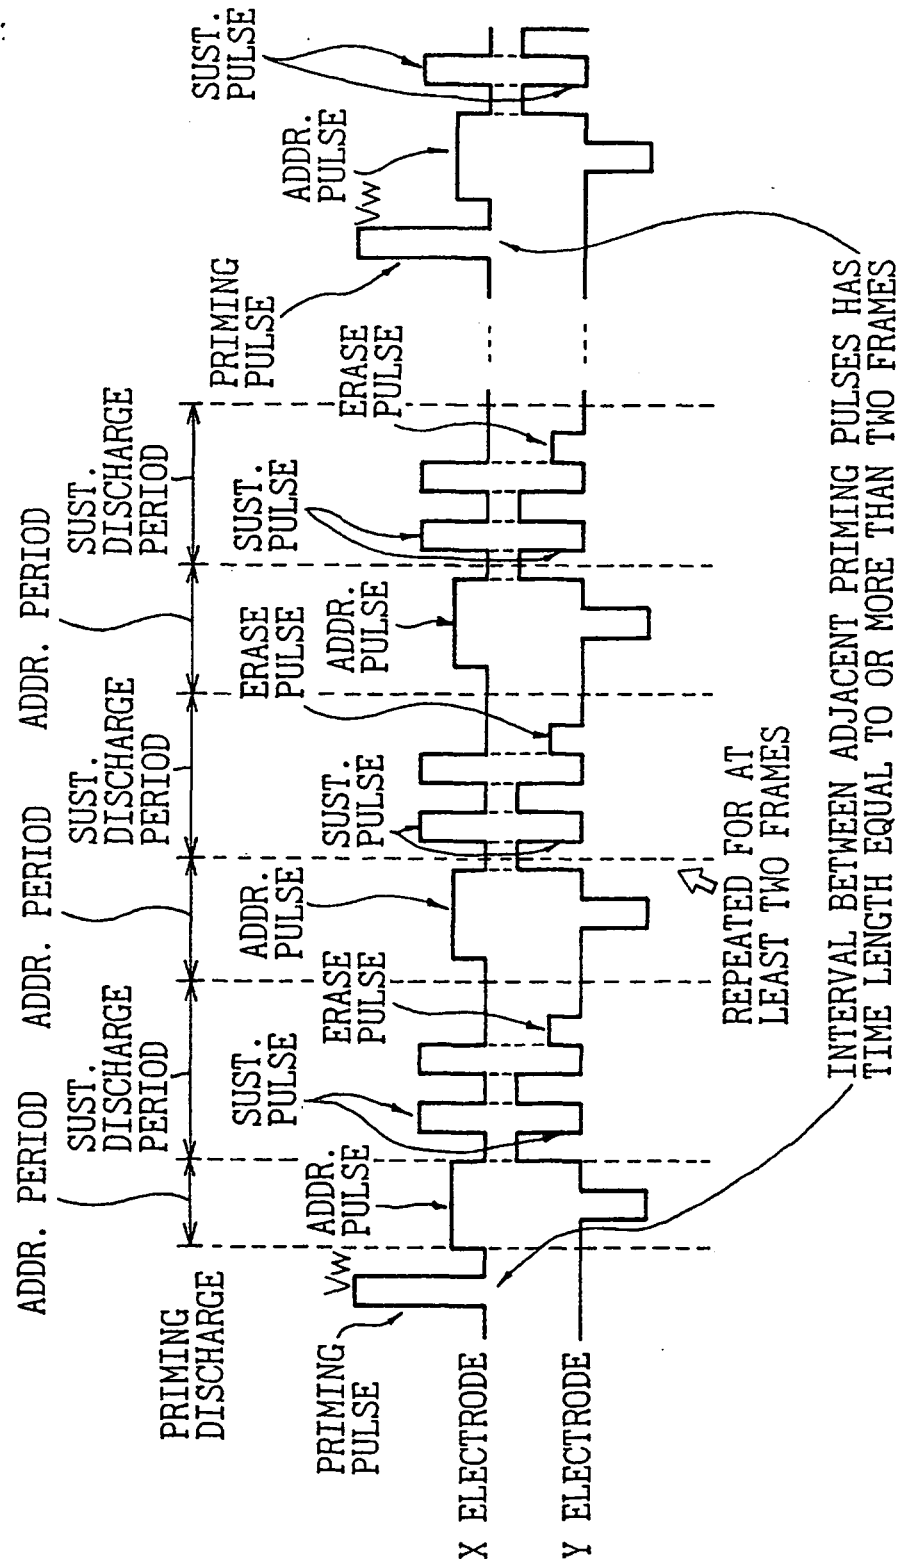 ADDR. PERIOD
ADDR. PERIOD
ADDR. PERIOD
PRIMING
DISCHARGE
SUST.
DISCHARGE
PERIOD
SUST.
DISCHARGE
PERIOD
SUST.
DISCHARGE
PERIOD
PRIMING
PULSE
Vw
ADDR.
PULSE
SUST.
PULSE
ERASE
PULSE
ADDR.
PULSE
SUST.
PULSE
ERASE
PULSE
ADDR.
PULSE
SUST.
PULSE
ERASE
PULSE
PRIMING
PULSE
Vw
ADDR.
PULSE
SUST.
PULSE
X ELECTRODE
Y ELECTRODE
REPEATED FOR AT
LEAST TWO FRAMES
INTERVAL BETWEEN ADJACENT PRIMING PULSES HAS
TIME LENGTH EQUAL TO OR MORE THAN TWO FRAMES